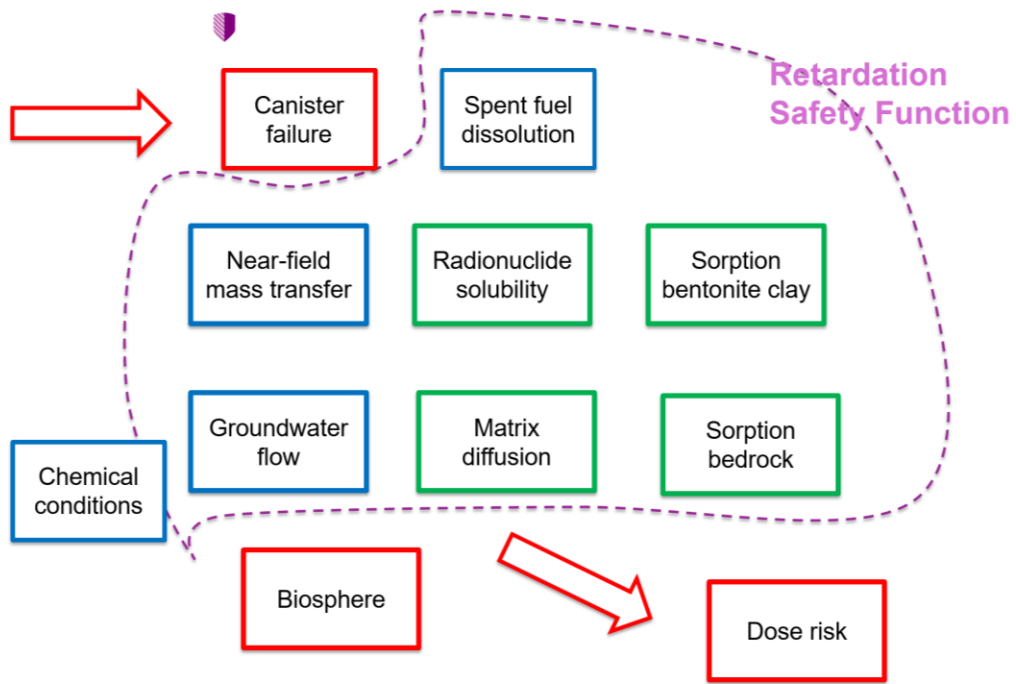 Retardation
Safety Function
Canister
failure
Spent fuel
dissolution
Near-field
mass transfer
Radionuclide
solubility
Sorption
bentonite clay
Groundwater
flow
Matrix
diffusion
Sorption
bedrock
Chemical
conditions
Biosphere
Dose risk